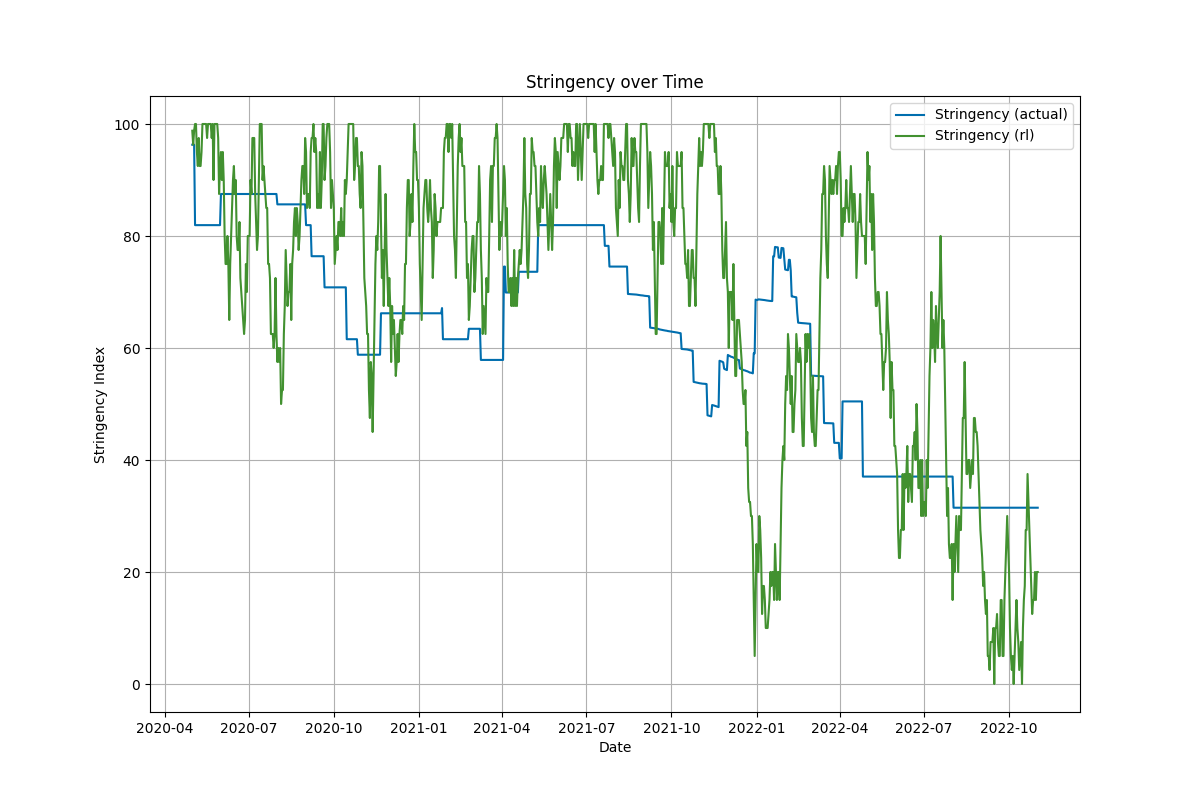 Stringency over Time
Stringency (actual)
Stringency (rl)
Stringency Index
100
80
60
40
20
0
2020-04 2020-07 2020-10 2021-01 2021-04 2021-07 2021-10 2022-01 2022-04 2022-07 2022-10
Date